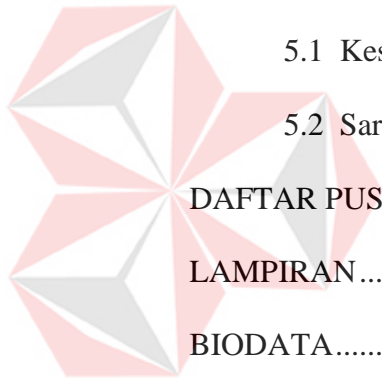 5.1 Kes
5.2 Sar
DAFTAR PUS
LAMPIRAN...
BIODATA......